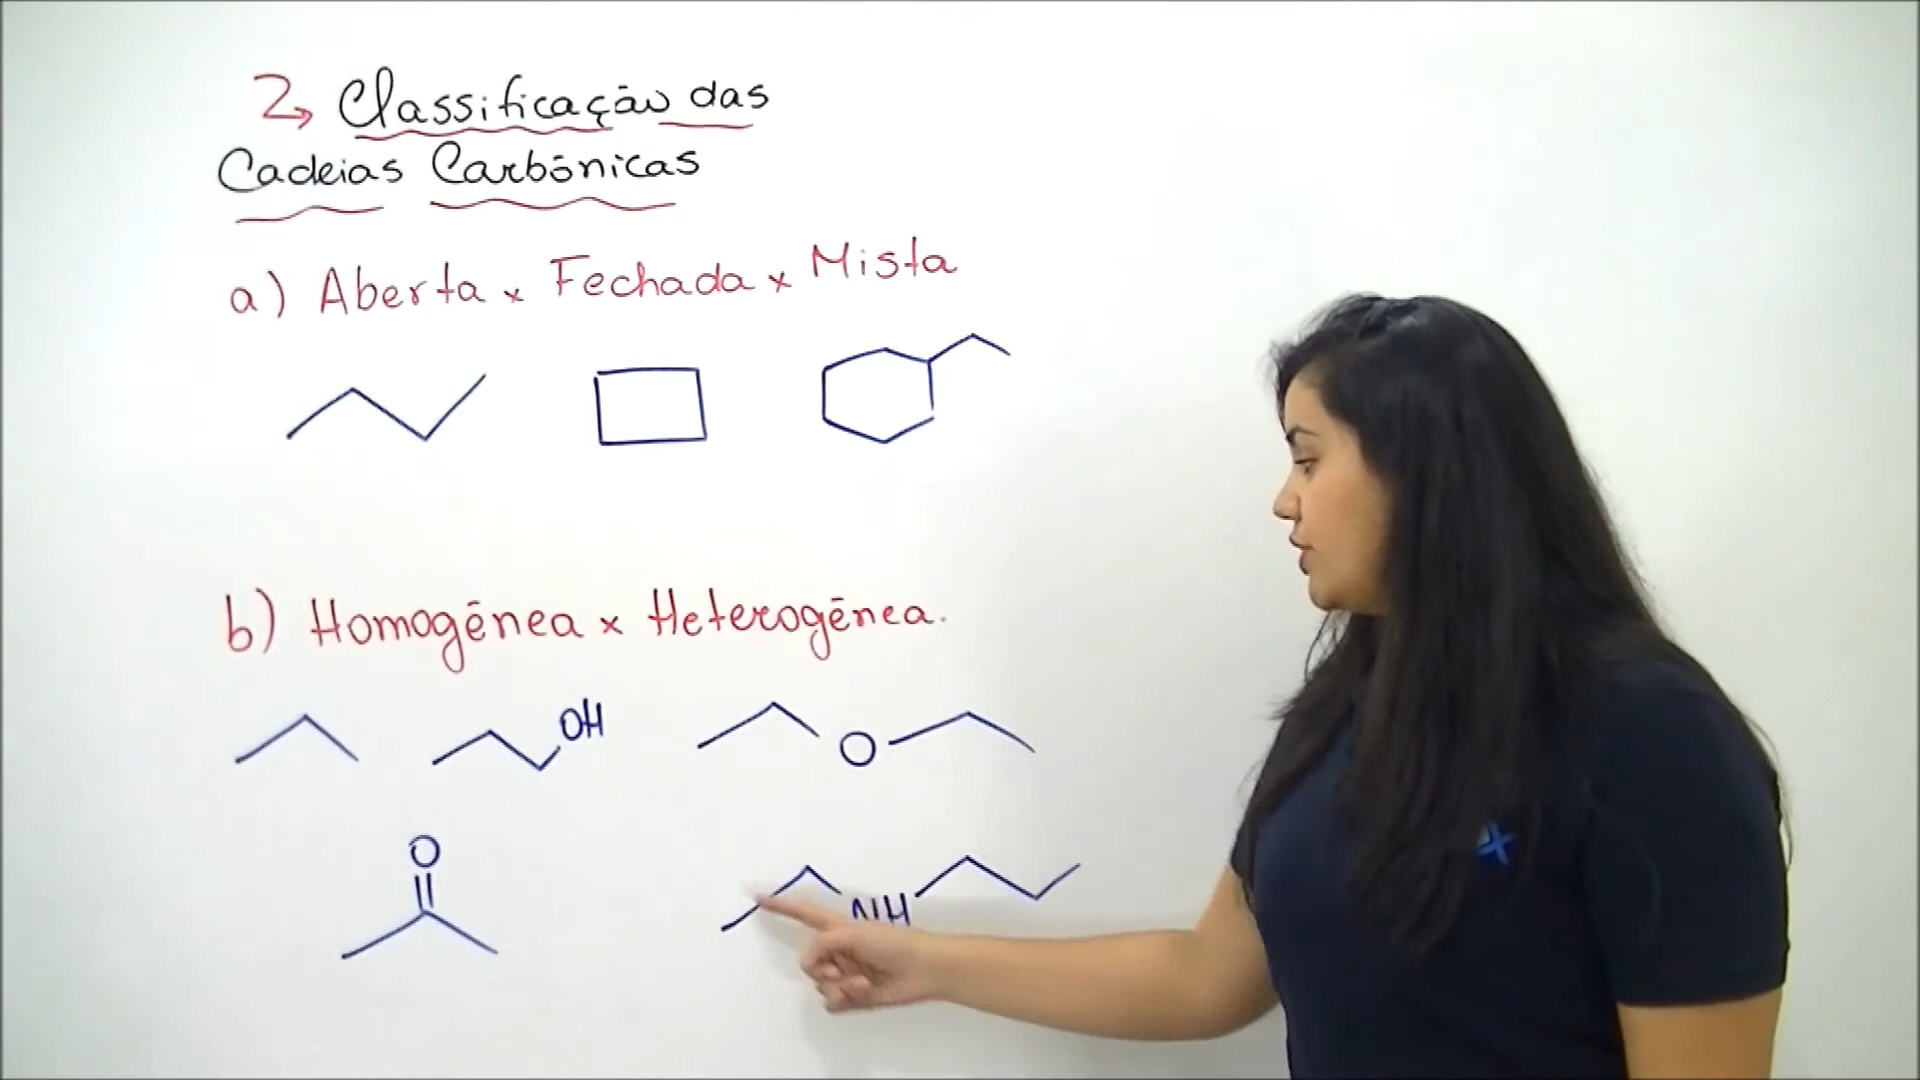 2→ Classificação das
Cadeias Carbônicas
a) Aberta x Fechada x Mista
b) Homogênea x Heterogênea.
OH
O
O
NH